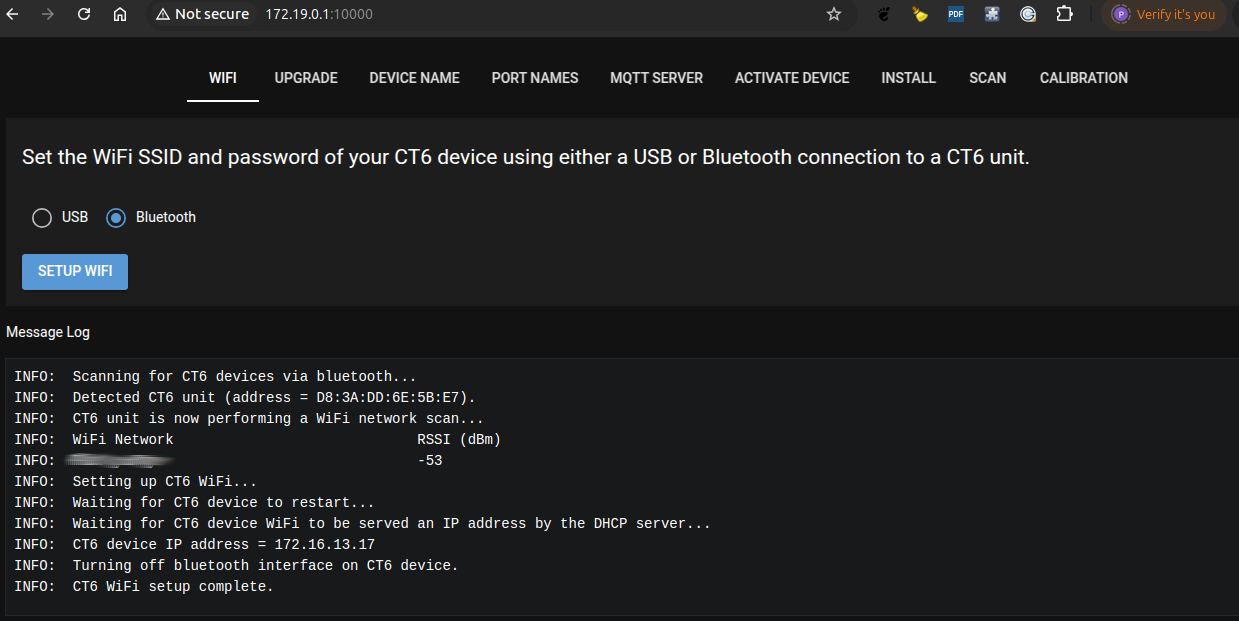 Not secure 172.19.0.1:10000 PDF P Verify it's you
WIFI UPGRADE DEVICE NAME PORT NAMES MQTT SERVER ACTIVATE DEVICE INSTALL SCAN CALIBRATION
Set the WiFi SSID and password of your CT6 device using either a USB or Bluetooth connection to a CT6 unit.
USB Bluetooth
SETUP WIFI
Message Log
INFO: Scanning for CT6 devices via bluetooth...
INFO: Detected CT6 unit (address = D8:3A:DD:6E:5B:E7).
INFO: CT6 unit is now performing a WiFi network scan...
INFO: WiFi Network RSSI (dBm)
INFO: -53
INFO: Setting up CT6 WiFi...
INFO: Waiting for CT6 device to restart...
INFO: Waiting for CT6 device WiFi to be served an IP address by the DHCP server...
INFO: CT6 device IP address = 172.16.13.17
INFO: Turning off bluetooth interface on CT6 device.
INFO: CT6 WiFi setup complete.